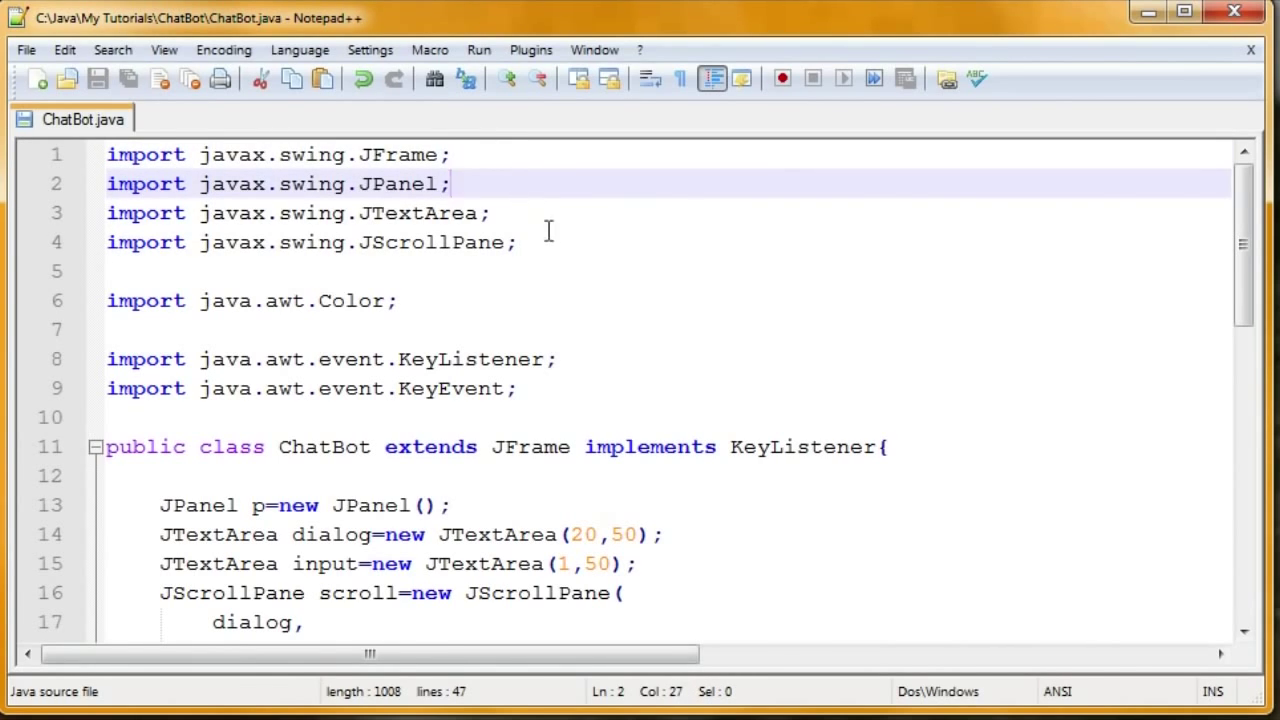 C:\Java\My Tutorials\ChatBot\ChatBot.java - Notepad++
File Edit Search View Encoding Language Settings Macro Run Plugins Window ? X
ABC
ChatBot.java
1 import javax.swing.JFrame;
2 import javax.swing.JPanel;
3 import javax.swing.JTextArea;
4 import javax.swing.JScrollPane;
5
6 import java.awt.Color;
7
8 import java.awt.event.KeyListener;
9 import java.awt.event.KeyEvent;
10
11 public class ChatBot extends JFrame implements KeyListener{
12
13 JPanel p=new JPanel();
14 JTextArea dialog=new JTextArea(20,50);
15 JTextArea input=new JTextArea(1,50);
16 JScrollPane scroll=new JScrollPane(
17 dialog,
Java source file length : 1008 lines : 47 Ln : 2 Col : 27 Sel : 0 Dos\Windows ANSI INS